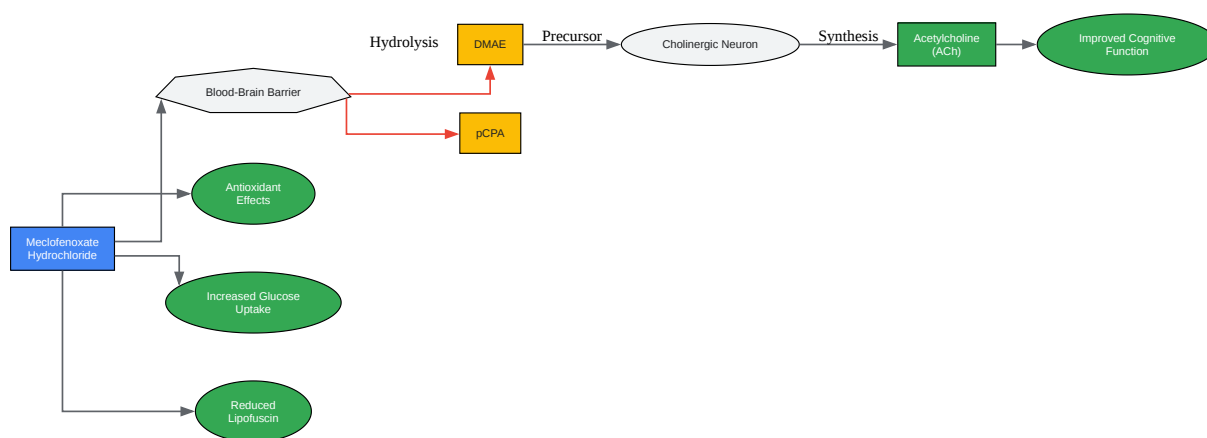 Hydrolysis
DMAE
Precursor
Cholinergic Neuron
Synthesis
Acetylcholine
(ACh)
Improved Cognitive
Function
Blood-Brain Barrier
pCPA
Antioxidant
Effects
Meclofenoxate
Hydrochloride
Increased Glucose
Uptake
Reduced
Lipofuscin